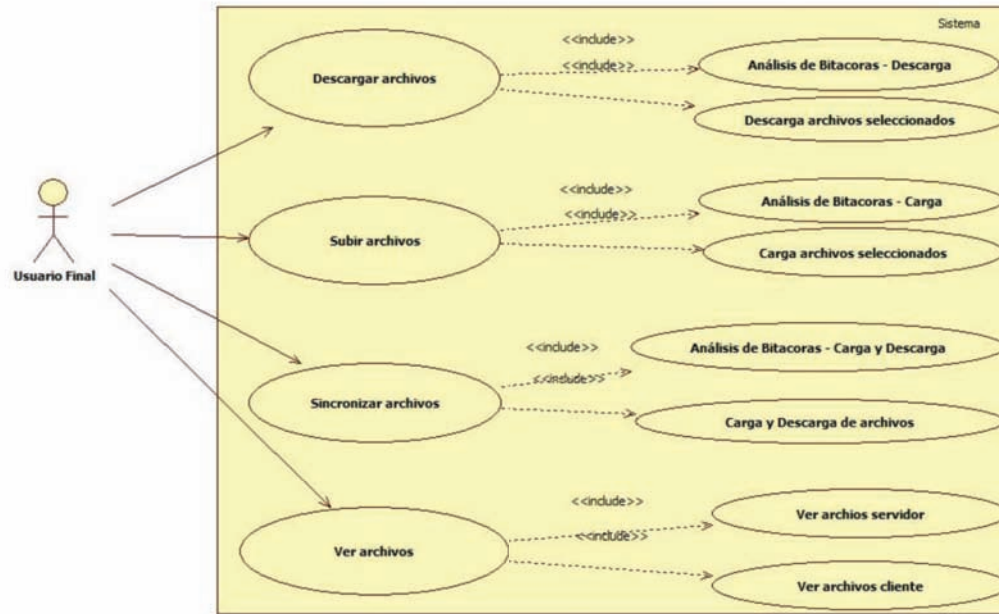 Sistema
<<include>>
<<include>>
Descargar archivos
Análisis de Bitacoras - Descarga
Descarga archivos seleccionados
<<include>>
<<include>>
Subir archivos
Análisis de Bitacoras - Carga
Carga archivos seleccionados
Usuario Final
<<include>>
<<include>>
Sincronizar archivos
Análisis de Bitacoras - Carga y Descarga
Carga y Descarga de archivos
<<include>>
<<include>>
Ver archivos
Ver archios servidor
Ver archivos cliente